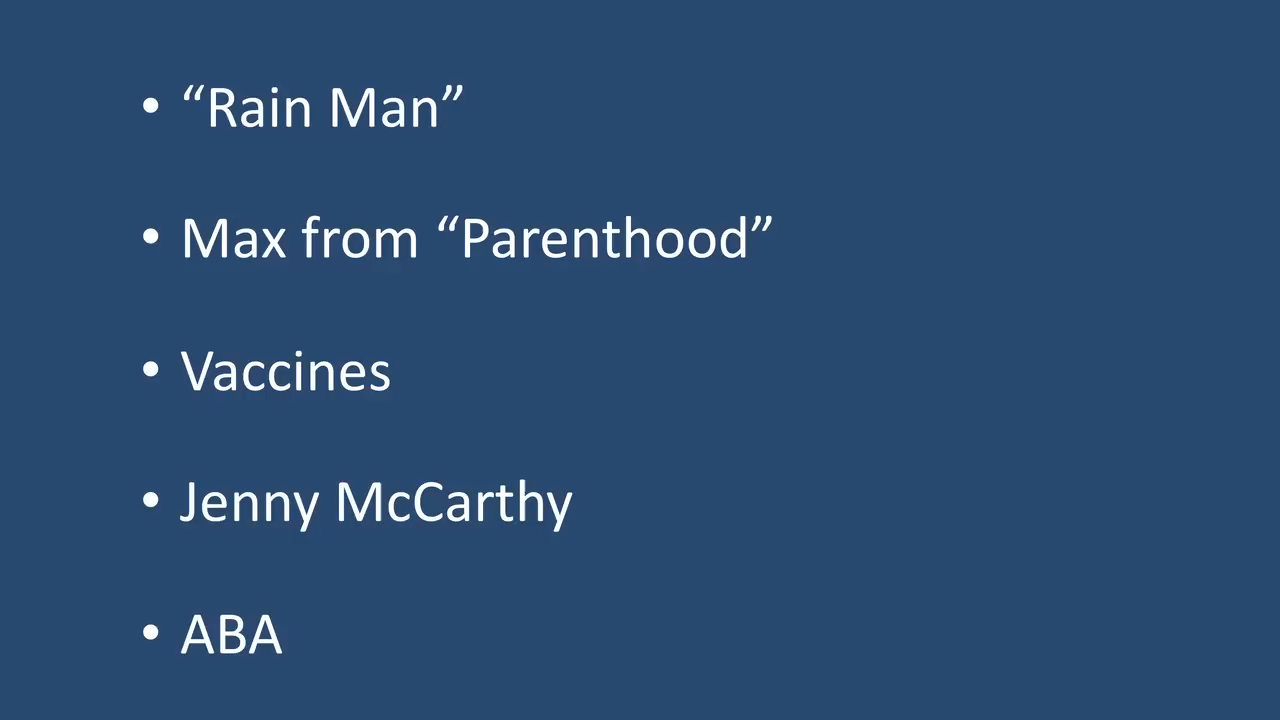 • “Rain Man”
• Max from “Parenthood”
• Vaccines
• Jenny McCarthy
• ABA